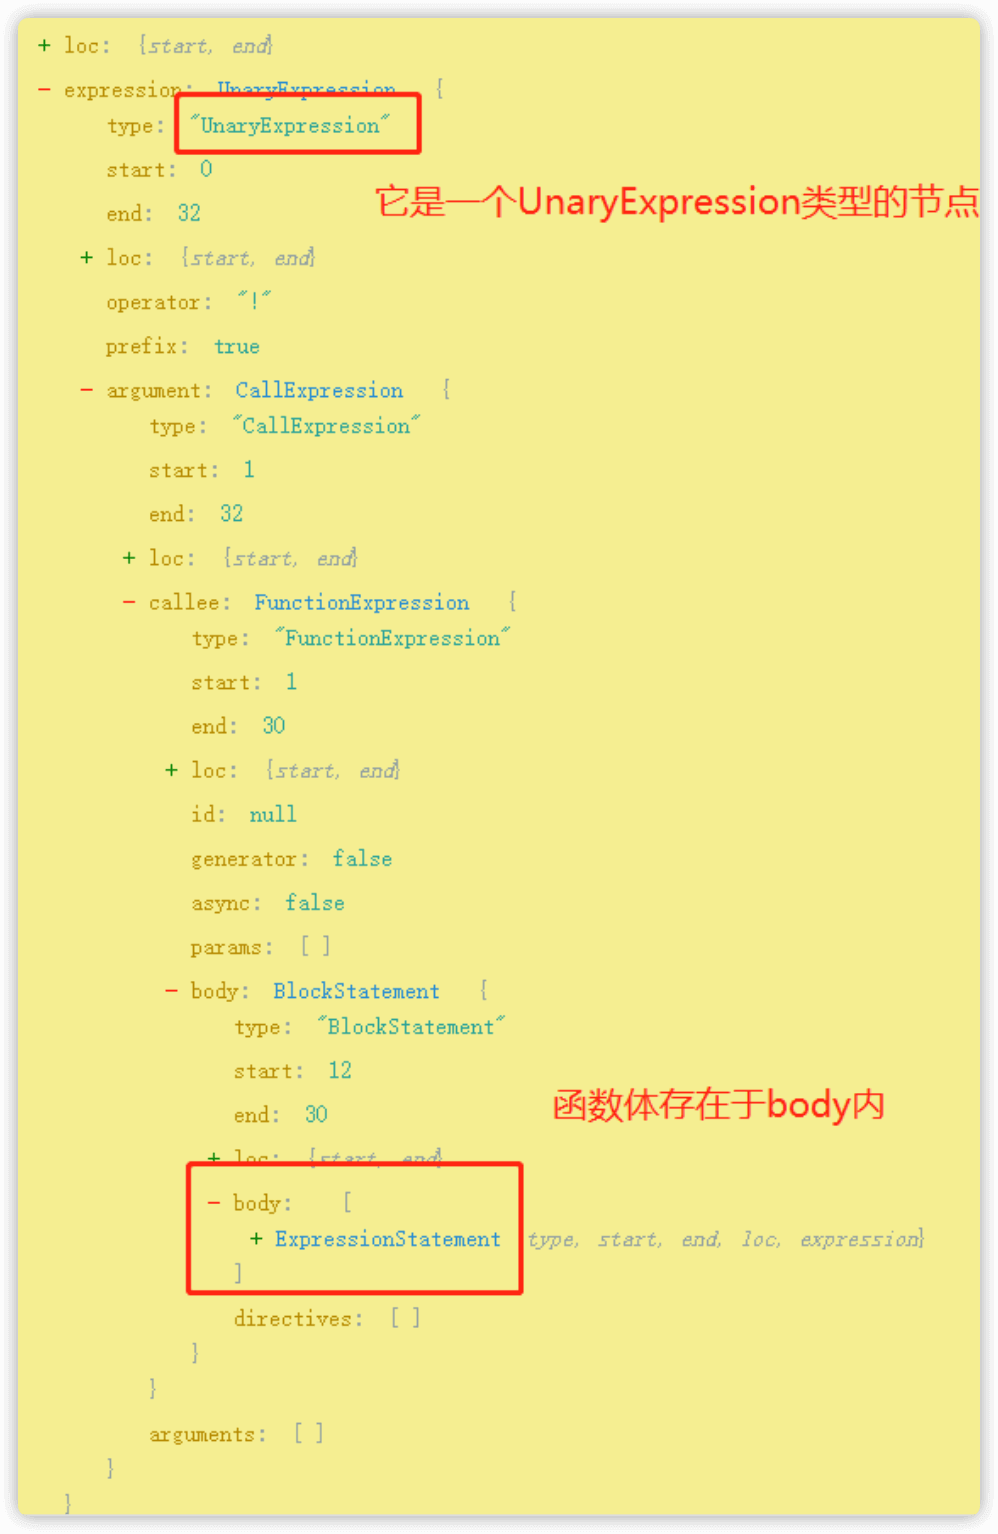 + loc: {start, end}
- expression: UnaryExpression {
type: "UnaryExpression"
start: 0
它是一个UnaryExpression类型的节点
end: 32
+ loc: {start, end}
operator: "!"
prefix: true
- argument: CallExpression {
type: "CallExpression"
start: 1
end: 32
+ loc: {start, end}
- callee: FunctionExpression {
type: "FunctionExpression"
start: 1
end: 30
+ loc: {start, end}
id: null
generator: false
async: false
params: [ ]
- body: BlockStatement {
type: "BlockStatement"
start: 12
函数体存在于body内
end: 30
+ loc: {start, end}
- body: [
+ ExpressionStatement {type, start, end, loc, expression}
]
directives: [ ]
}
}
arguments: [ ]
}
}